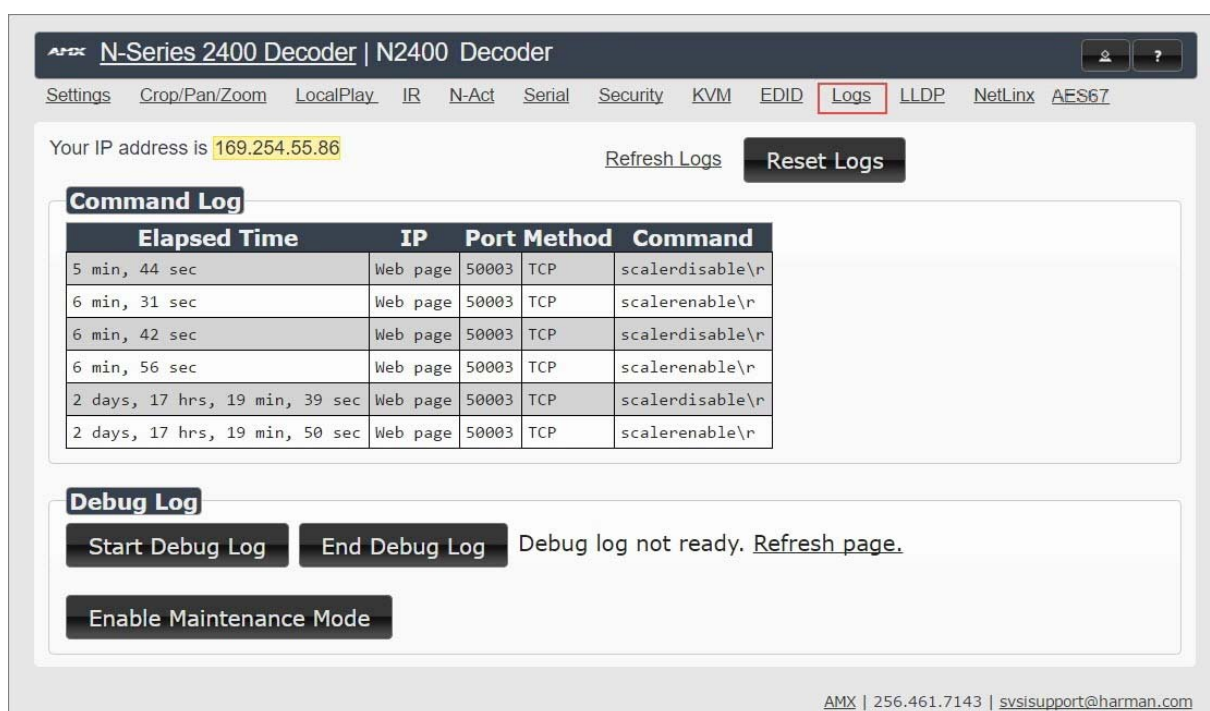 AMX N-Series 2400 Decoder | N2400 Decoder ?
Settings Crop/Pan/Zoom LocalPlay IR N-Act Serial Security KVM EDID Logs LLDP NetLinx AES67
Your IP address is 169.254.55.86 Refresh Logs Reset Logs
Command Log
Elapsed Time IP Port Method Command
5 min, 44 sec Web page 50003 TCP scalerdisable\r
6 min, 31 sec Web page 50003 TCP scalerenable\r
6 min, 42 sec Web page 50003 TCP scalerdisable\r
6 min, 56 sec Web page 50003 TCP scalerenable\r
2 days, 17 hrs, 19 min, 39 sec Web page 50003 TCP scalerdisable\r
2 days, 17 hrs, 19 min, 50 sec Web page 50003 TCP scalerenable\r
Debug Log
Start Debug Log End Debug Log Debug log not ready. Refresh page.
Enable Maintenance Mode
AMX | 256.461.7143 | svsisupport@harman.com